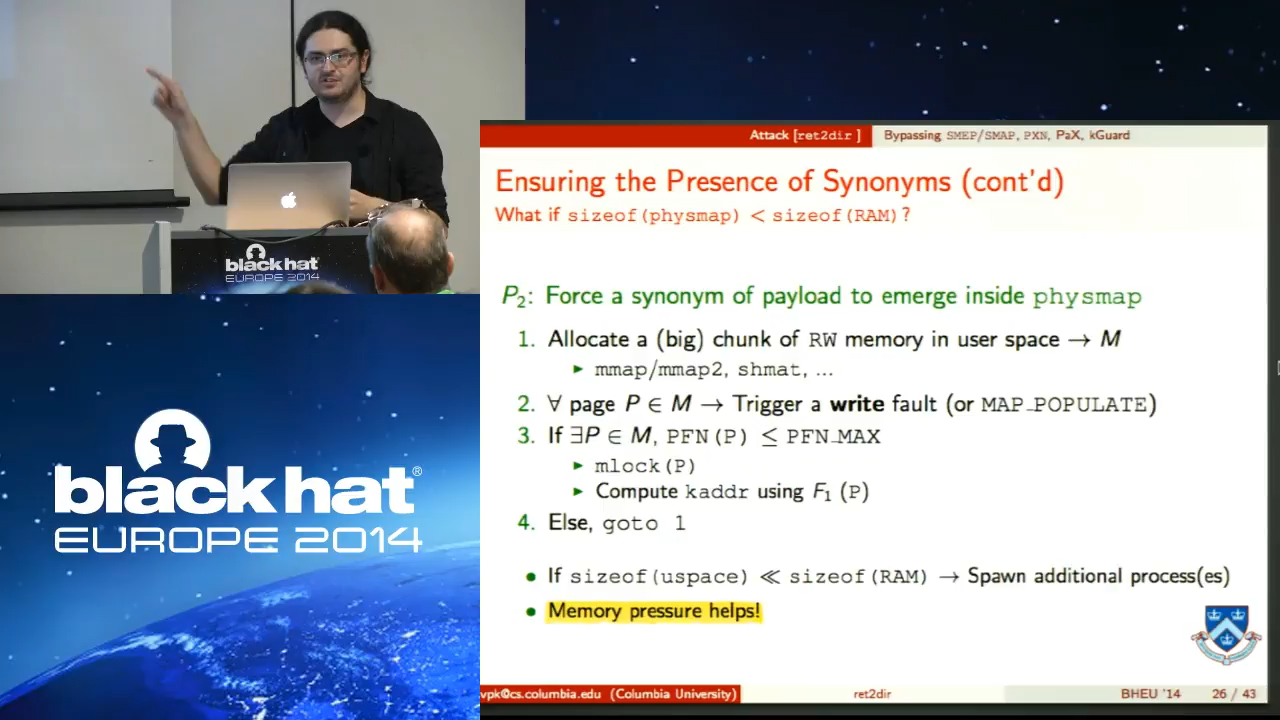 black hat
EUROPE 2014
Attack [ret2dir ] Bypassing SMEP/SMAP, PXN, PaX, kGuard
Ensuring the Presence of Synonyms (cont'd)
What if sizeof(physmap) < sizeof(RAM)?
P2: Force a synonym of payload to emerge inside physmap
1. Allocate a (big) chunk of RW memory in user space → M
▶ mmap/mmap2, shmat, ...
2. ∀ page P ∈ M → Trigger a write fault (or MAP_POPULATE)
3. If ∃P ∈ M, PFN(P) ≤ PFN_MAX
▶ mlock(P)
▶ Compute kaddr using F1 (P)
4. Else, goto 1
• If sizeof(uspace) ≪ sizeof(RAM) → Spawn additional process(es)
• Memory pressure helps!
vpk@cs.columbia.edu (Columbia University) ret2dir BHEU '14 26 / 43
black hat®
EUROPE 2014